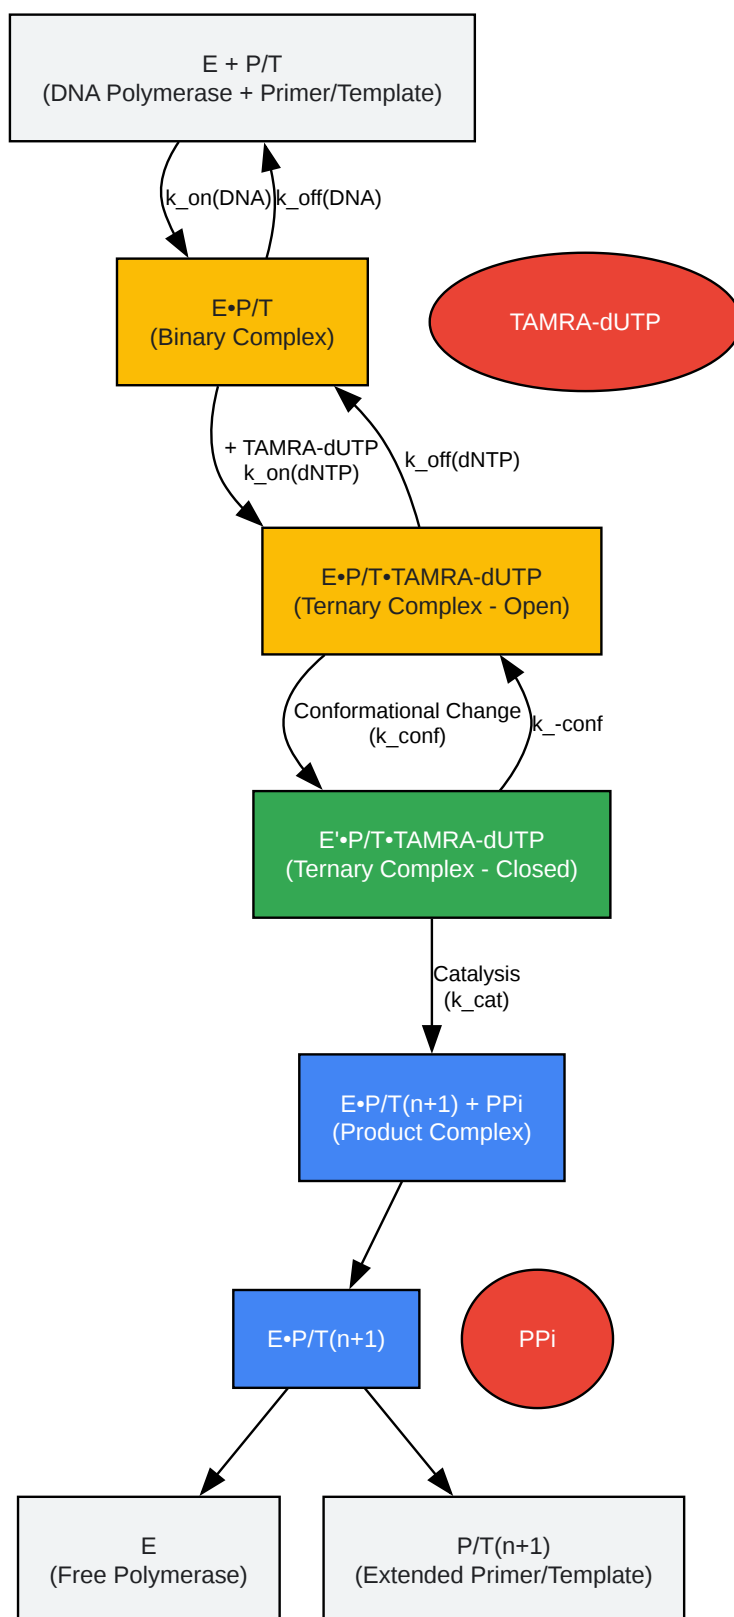 E + P/T
(DNA Polymerase + Primer/Template)
k_on(DNA)
k_off(DNA)
E•P/T
(Binary Complex)
TAMRA-dUTP
+ TAMRA-dUTP
k_on(dNTP)
k_off(dNTP)
E•P/T•TAMRA-dUTP
(Ternary Complex - Open)
Conformational Change
(k_conf)
k_-conf
E'•P/T•TAMRA-dUTP
(Ternary Complex - Closed)
Catalysis
(k_cat)
E•P/T(n+1) + PPi
(Product Complex)
E•P/T(n+1)
PPi
E
(Free Polymerase)
P/T(n+1)
(Extended Primer/Template)